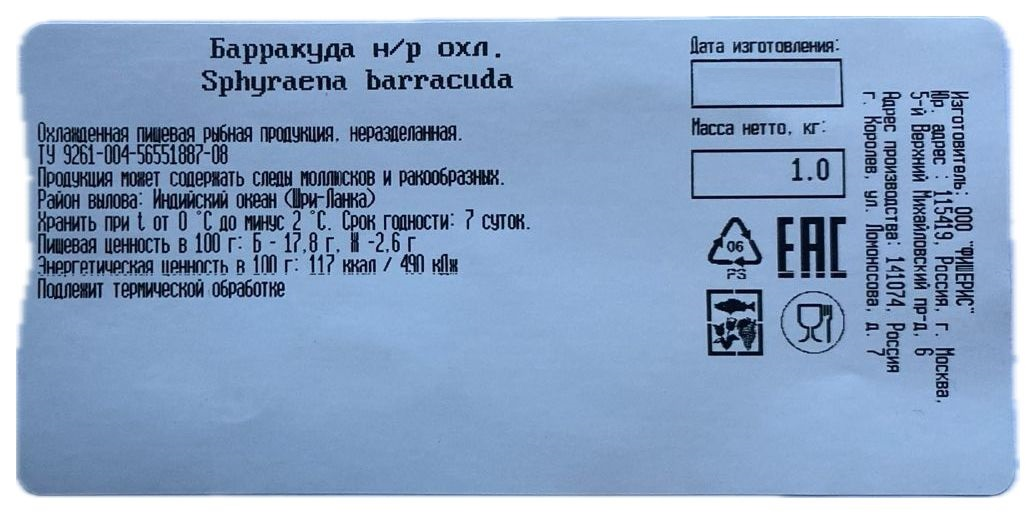 Барракуда н/р охл.
Sphyraena barracuda
Охлажденная пищевая рыбная продукция, неразделанная.
ТУ 9261-004-56551887-08
Продукция может содержать следы моллюсков и ракообразных.
Район вылова: Индийский океан (Шри-Ланка)
Хранить при t от 0 °С до минус 2 °С. Срок годности: 7 суток.
Пищевая ценность в 100 г: Б - 17,8 г, Ж -2,6 г
Энергетическая ценность в 100 г: 117 ккал / 490 кДж
Подлежит термической обработке
Дата изготовления:
Масса нетто, кг:
1.0
06
PS
EAC
Изготовитель: ООО "ФИШЕРИС"
Юр. адрес : 115419, Россия, г. Москва,
5-й Верхний Михайловский пр-д, 6
Адрес производства: 141074, Россия
г. Королев, ул. Ломоносова, д. 7